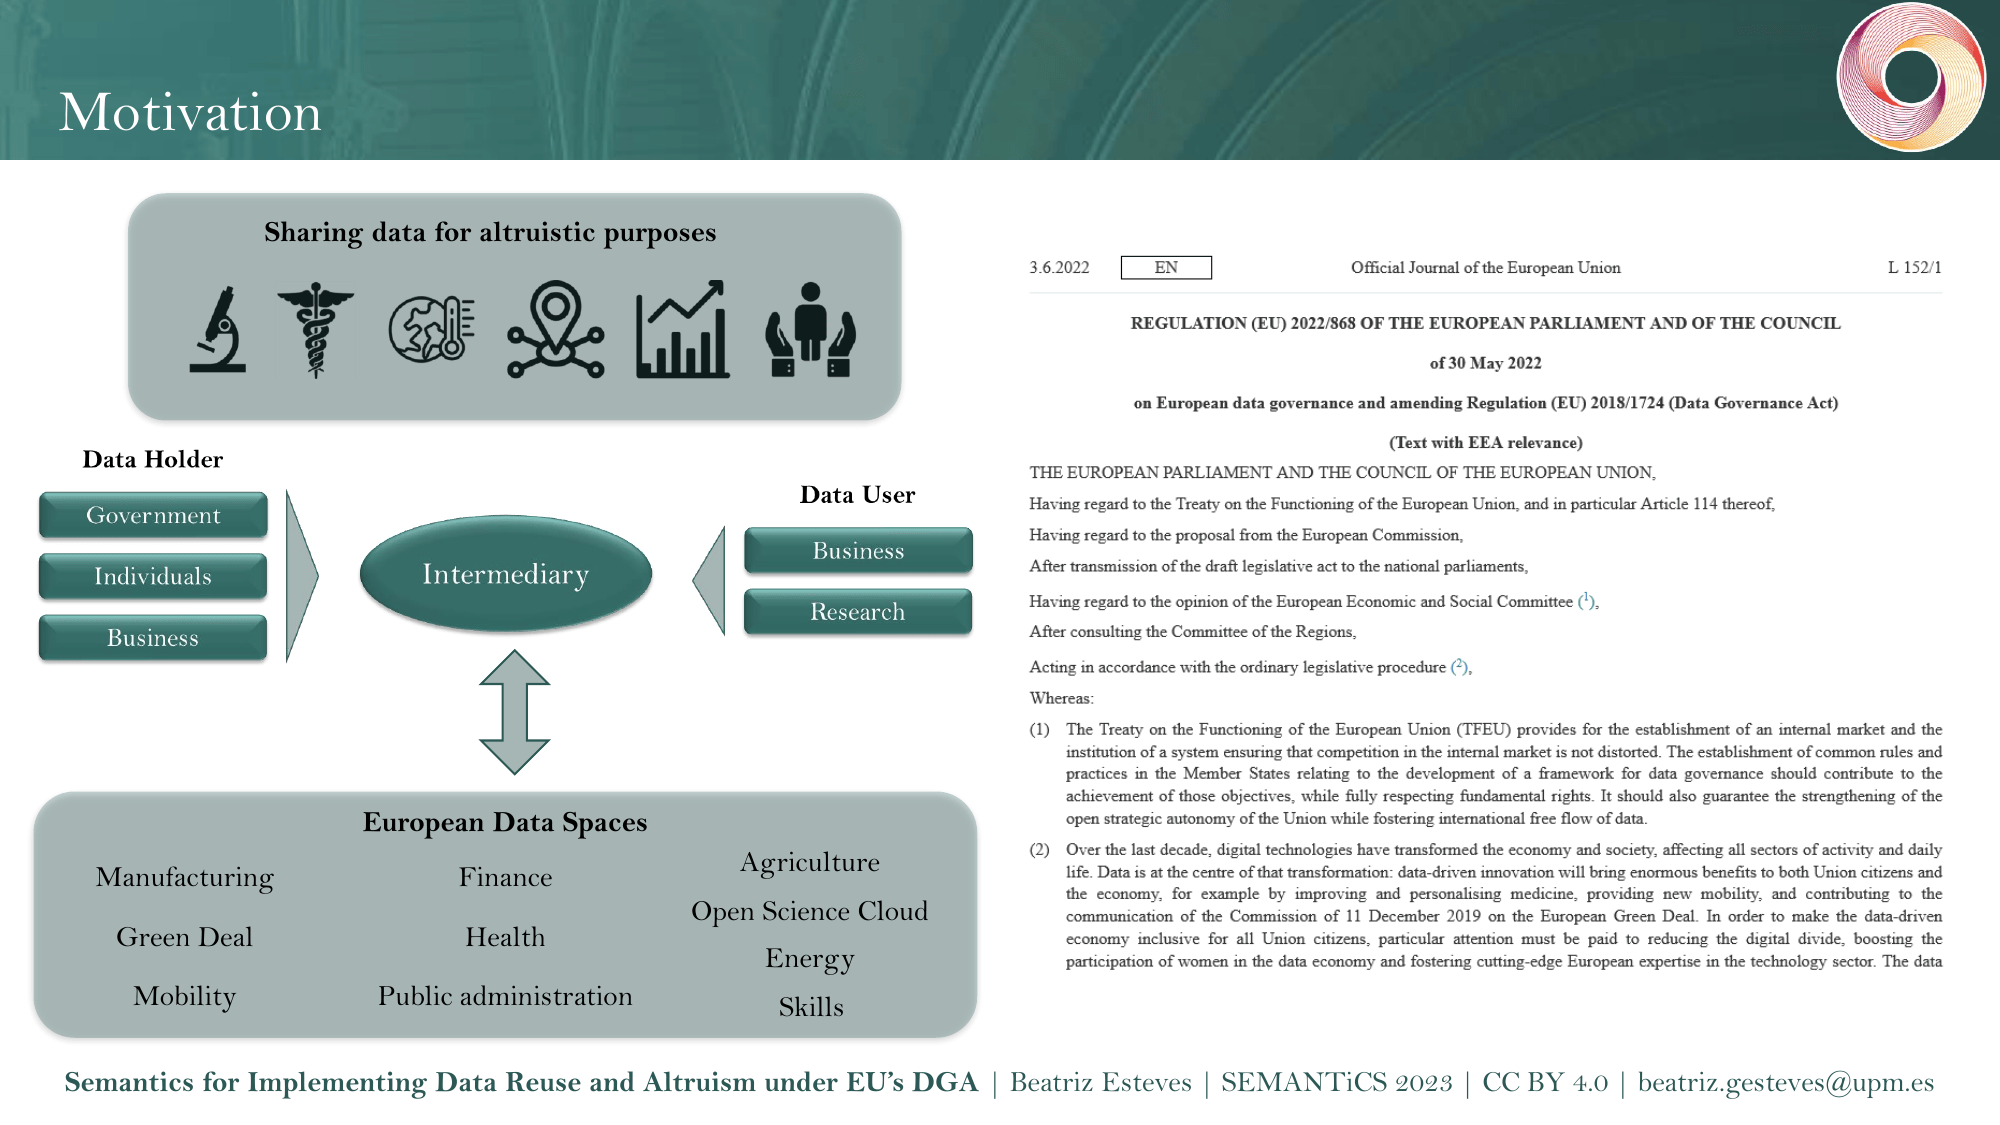 Motivation
Sharing data for altruistic purposes
Data Holder
Government
Individuals
Business
Intermediary
Data User
Business
Research
European Data Spaces
Manufacturing
Green Deal
Mobility
Finance
Health
Public administration
Agriculture
Open Science Cloud
Energy
Skills
3.6.2022 EN Official Journal of the European Union L 152/1
REGULATION (EU) 2022/868 OF THE EUROPEAN PARLIAMENT AND OF THE COUNCIL
of 30 May 2022
on European data governance and amending Regulation (EU) 2018/1724 (Data Governance Act)
(Text with EEA relevance)
THE EUROPEAN PARLIAMENT AND THE COUNCIL OF THE EUROPEAN UNION,
Having regard to the Treaty on the Functioning of the European Union, and in particular Article 114 thereof,
Having regard to the proposal from the European Commission,
After transmission of the draft legislative act to the national parliaments,
Having regard to the opinion of the European Economic and Social Committee (1),
After consulting the Committee of the Regions,
Acting in accordance with the ordinary legislative procedure (2),
Whereas:
(1) The Treaty on the Functioning of the European Union (TFEU) provides for the establishment of an internal market and the
institution of a system ensuring that competition in the internal market is not distorted. The establishment of common rules and
practices in the Member States relating to the development of a framework for data governance should contribute to the
achievement of those objectives, while fully respecting fundamental rights. It should also guarantee the strengthening of the
open strategic autonomy of the Union while fostering international free flow of data.
(2) Over the last decade, digital technologies have transformed the economy and society, affecting all sectors of activity and daily
life. Data is at the centre of that transformation: data-driven innovation will bring enormous benefits to both Union citizens and
the economy, for example by improving and personalising medicine, providing new mobility, and contributing to the
communication of the Commission of 11 December 2019 on the European Green Deal. In order to make the data-driven
economy inclusive for all Union citizens, particular attention must be paid to reducing the digital divide, boosting the
participation of women in the data economy and fostering cutting-edge European expertise in the technology sector. The data
Semantics for Implementing Data Reuse and Altruism under EU's DGA | Beatriz Esteves | SEMANTiCS 2023 | CC BY 4.0 | beatriz.gesteves@upm.es